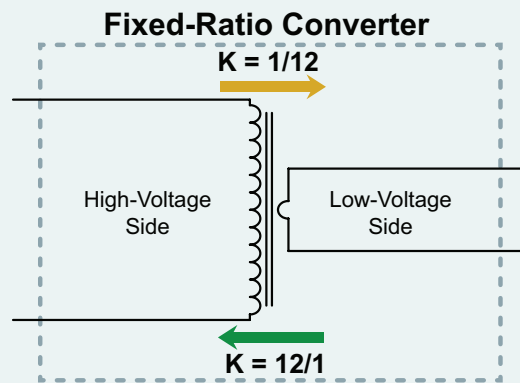 Fixed-Ratio Converter
K = 1/12
High-Voltage
Side
Low-Voltage
Side
K = 12/1